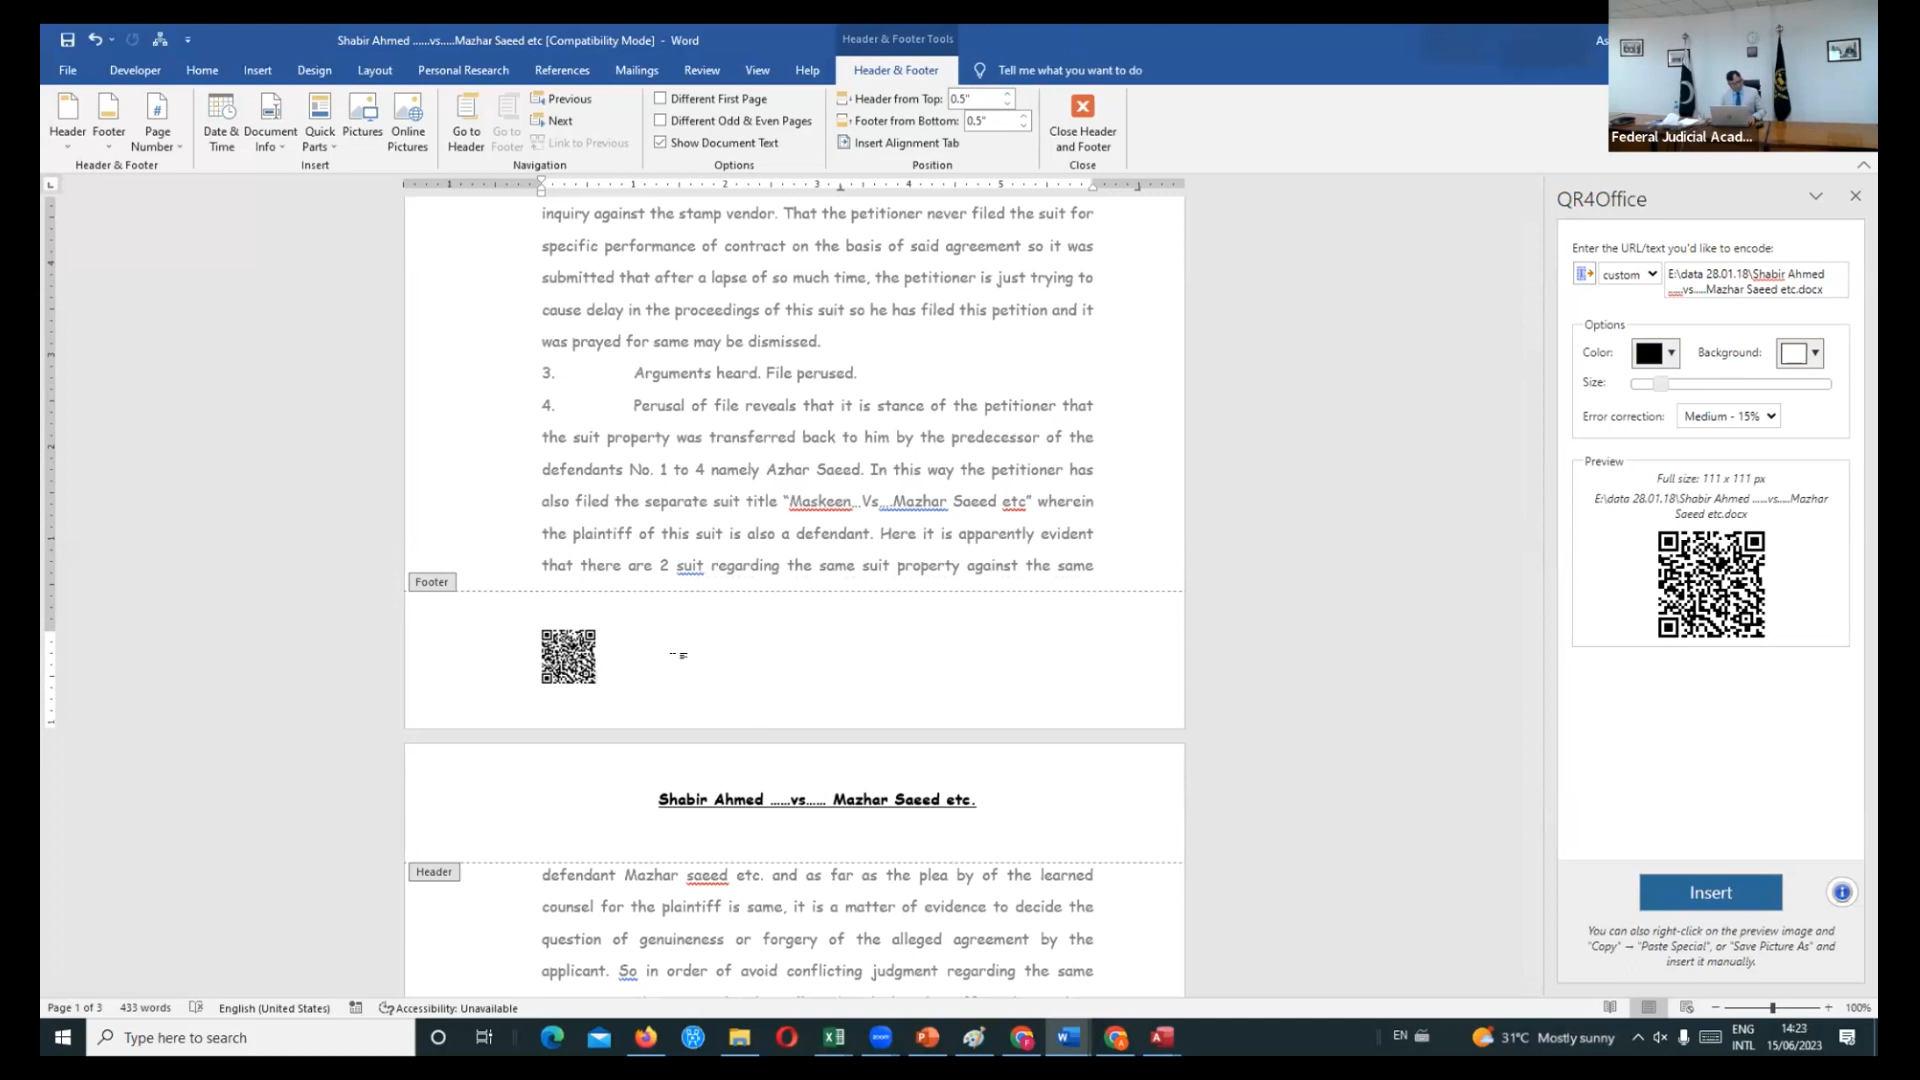 Shabir Ahmed ......vs.....Mazhar Saeed etc [Compatibility Mode] - Word
Header & Footer Tools
As
File Developer Home Insert Design Layout Personal Research References Mailings Review View Help Header & Footer Tell me what you want to do
Header
Footer
Page Number
Header & Footer
Date & Time
Document Info
Quick Parts
Pictures
Online Pictures
Insert
Go to Header
Go to Footer
Previous
Next
Link to Previous
Navigation
Different First Page
Different Odd & Even Pages
Show Document Text
Options
Header from Top: 0.5"
Footer from Bottom: 0.5"
Insert Alignment Tab
Position
Close Header and Footer
Close
Federal Judicial Acad...
inquiry against the stamp vendor. That the petitioner never filed the suit for
specific performance of contract on the basis of said agreement so it was
submitted that after a lapse of so much time, the petitioner is just trying to
cause delay in the proceedings of this suit so he has filed this petition and it
was prayed for same may be dismissed.
3. Arguments heard. File perused.
4. Perusal of file reveals that it is stance of the petitioner that
the suit property was transferred back to him by the predecessor of the
defendants No. 1 to 4 namely Azhar Saeed. In this way the petitioner has
also filed the separate suit title “Maskeen...Vs....Mazhar Saeed etc” wherein
the plaintiff of this suit is also a defendant. Here it is apparently evident
that there are 2 suit regarding the same suit property against the same
Footer
Shabir Ahmed ......vs...... Mazhar Saeed etc.
Header
defendant Mazhar saeed etc. and as far as the plea by of the learned
counsel for the plaintiff is same, it is a matter of evidence to decide the
question of genuineness or forgery of the alleged agreement by the
applicant. So in order of avoid conflicting judgment regarding the same
QR4Office
Enter the URL/text you'd like to encode:
custom
E:\data 28.01.18\Shabir Ahmed
......vs.....Mazhar Saeed etc.docx
Options
Color:
Background:
Size:
Error correction: Medium - 15%
Preview
Full size: 111 x 111 px
E:\data 28.01.18\Shabir Ahmed ......vs.....Mazhar
Saeed etc.docx
Insert
You can also right-click on the preview image and
"Copy" → "Paste Special", or "Save Picture As" and
insert it manually.
Page 1 of 3 433 words English (United States) Accessibility: Unavailable 100%
Type here to search
EN
31°C Mostly sunny
ENG
INTL
14:23
15/06/2023